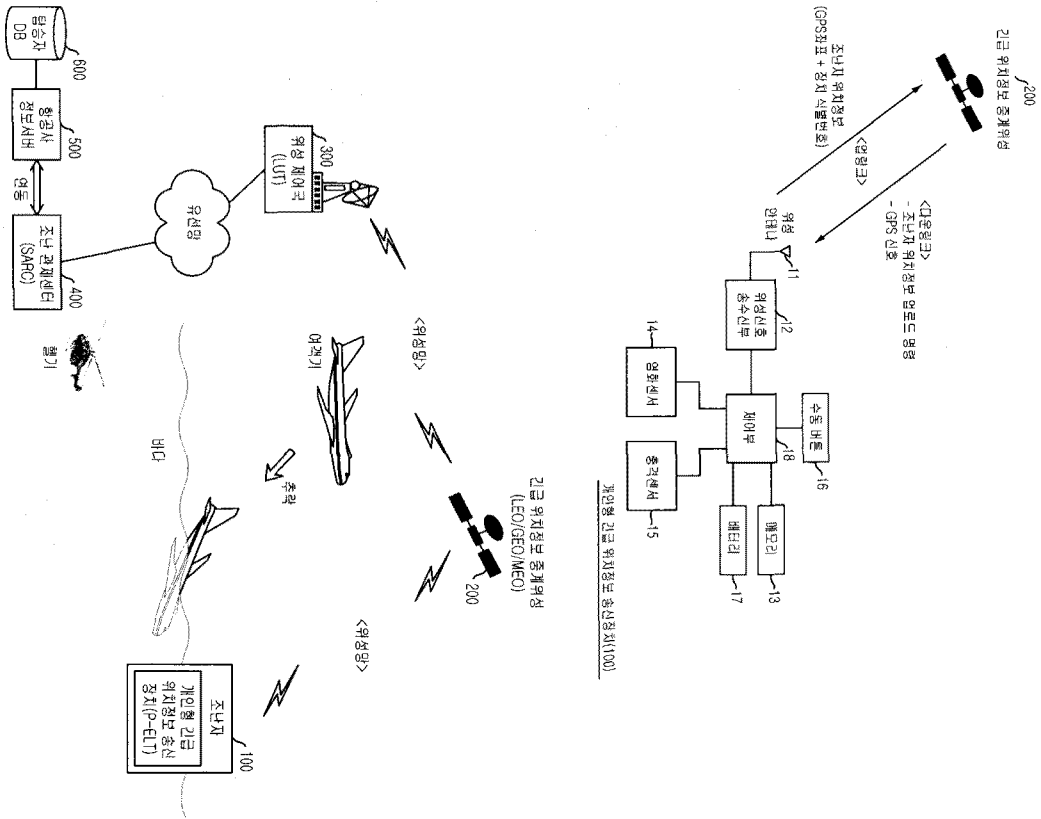 200
긴급 위치정보 중계위성
조난자 위치정보
(GPS좌표 + 장치 식별번호)
<업링크>
<다운링크>
- 조난자 위치정보 업로드 명령
- GPS 신호
위성
안테나
11
위성신호
송수신부
12
염화센서
14
충격센서
15
제어부
18
수동 버튼
16
메모리
13
배터리
17
개인형 긴급 위치정보 송신장치(100)
탑승자
DB
600
항공사
정보서버
500
연동
조난 관제센터
(SARC)
400
유선망
위성 제어국
(LUT)
300
<위성망>
여객기
추락
바다
헬기
긴급 위치정보 중계위성
(LEO/GEO/MEO)
200
<위성망>
조난자
개인형 긴급
위치정보 송신
장치(P-ELT)
100